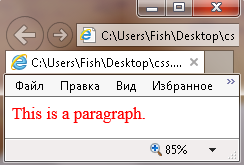 C:\Users\Fish\Desktop\cs
C:\Users\Fish\Desktop\css....
Файл Правка Вид Избранное »
This is a paragraph.
85%